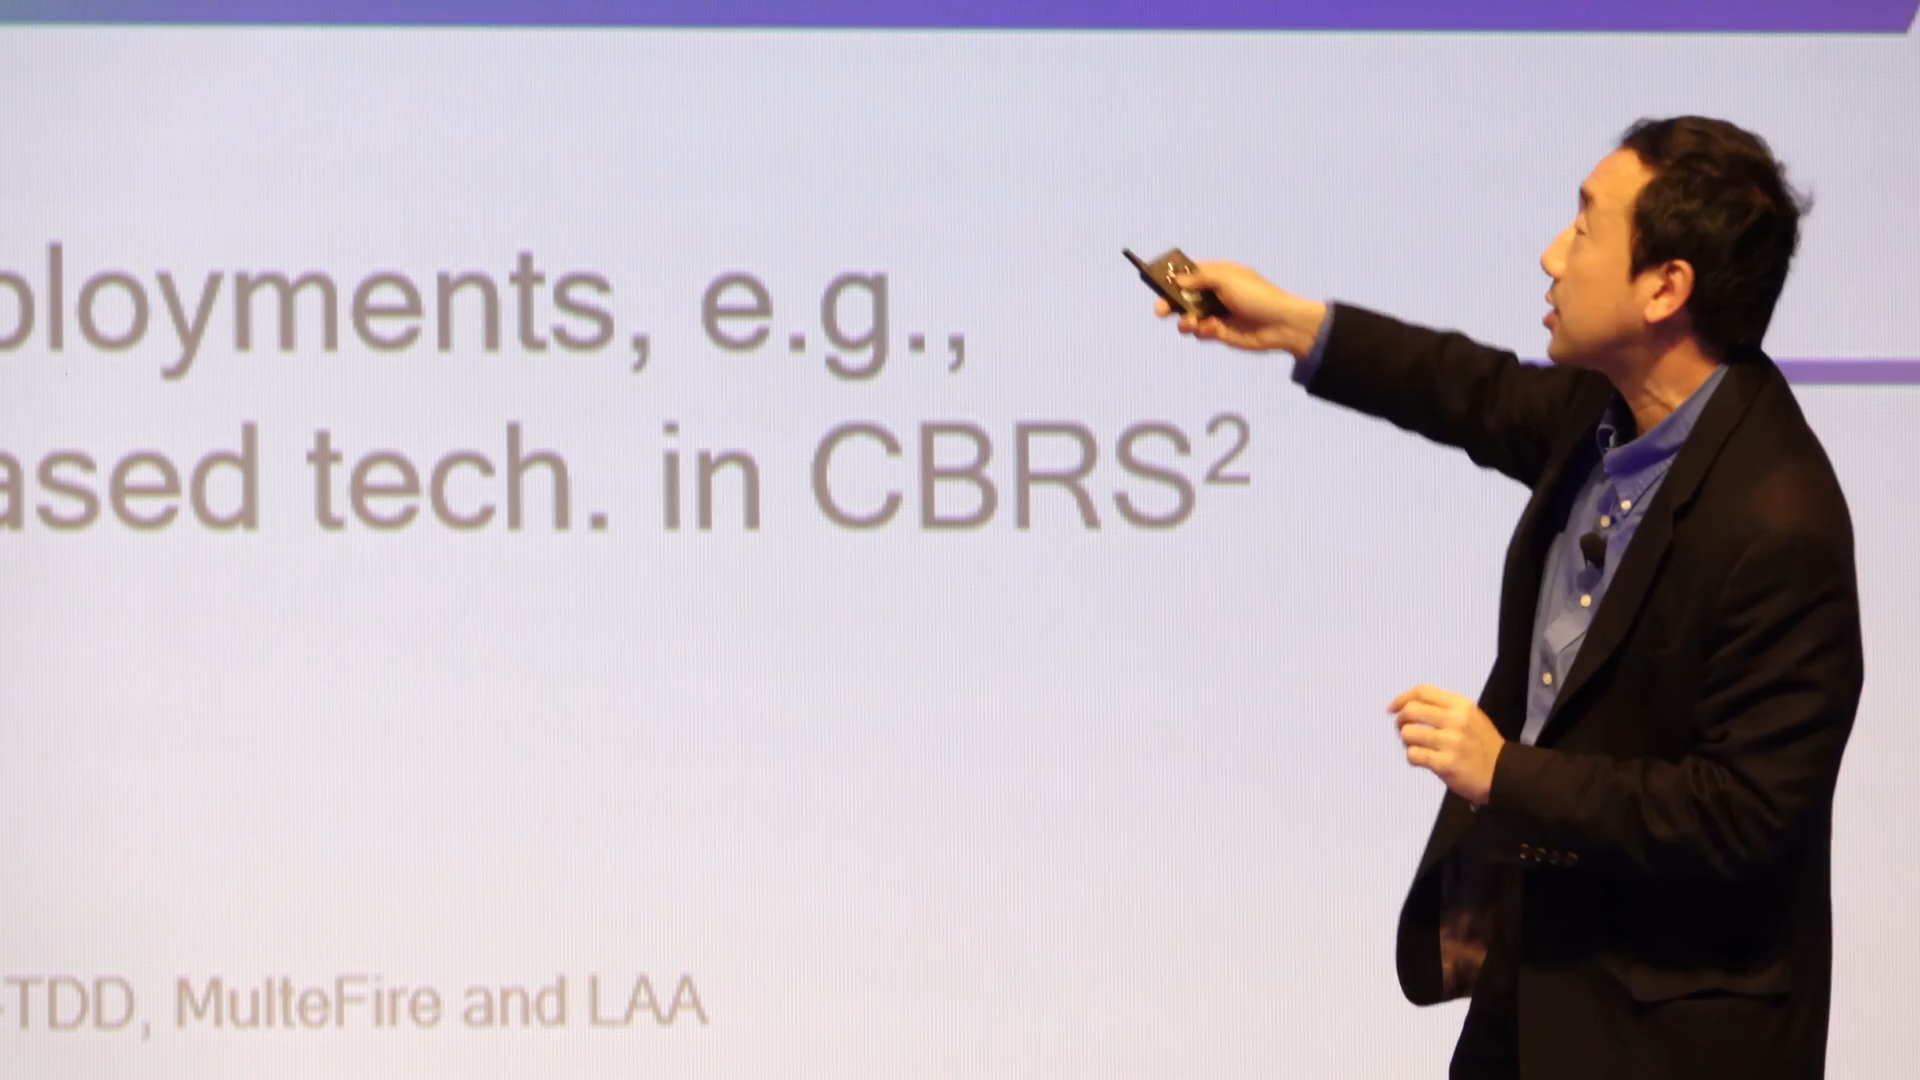 ployments, e.g.,
ased tech. in CBRS²
-TDD, MulteFire and LAA